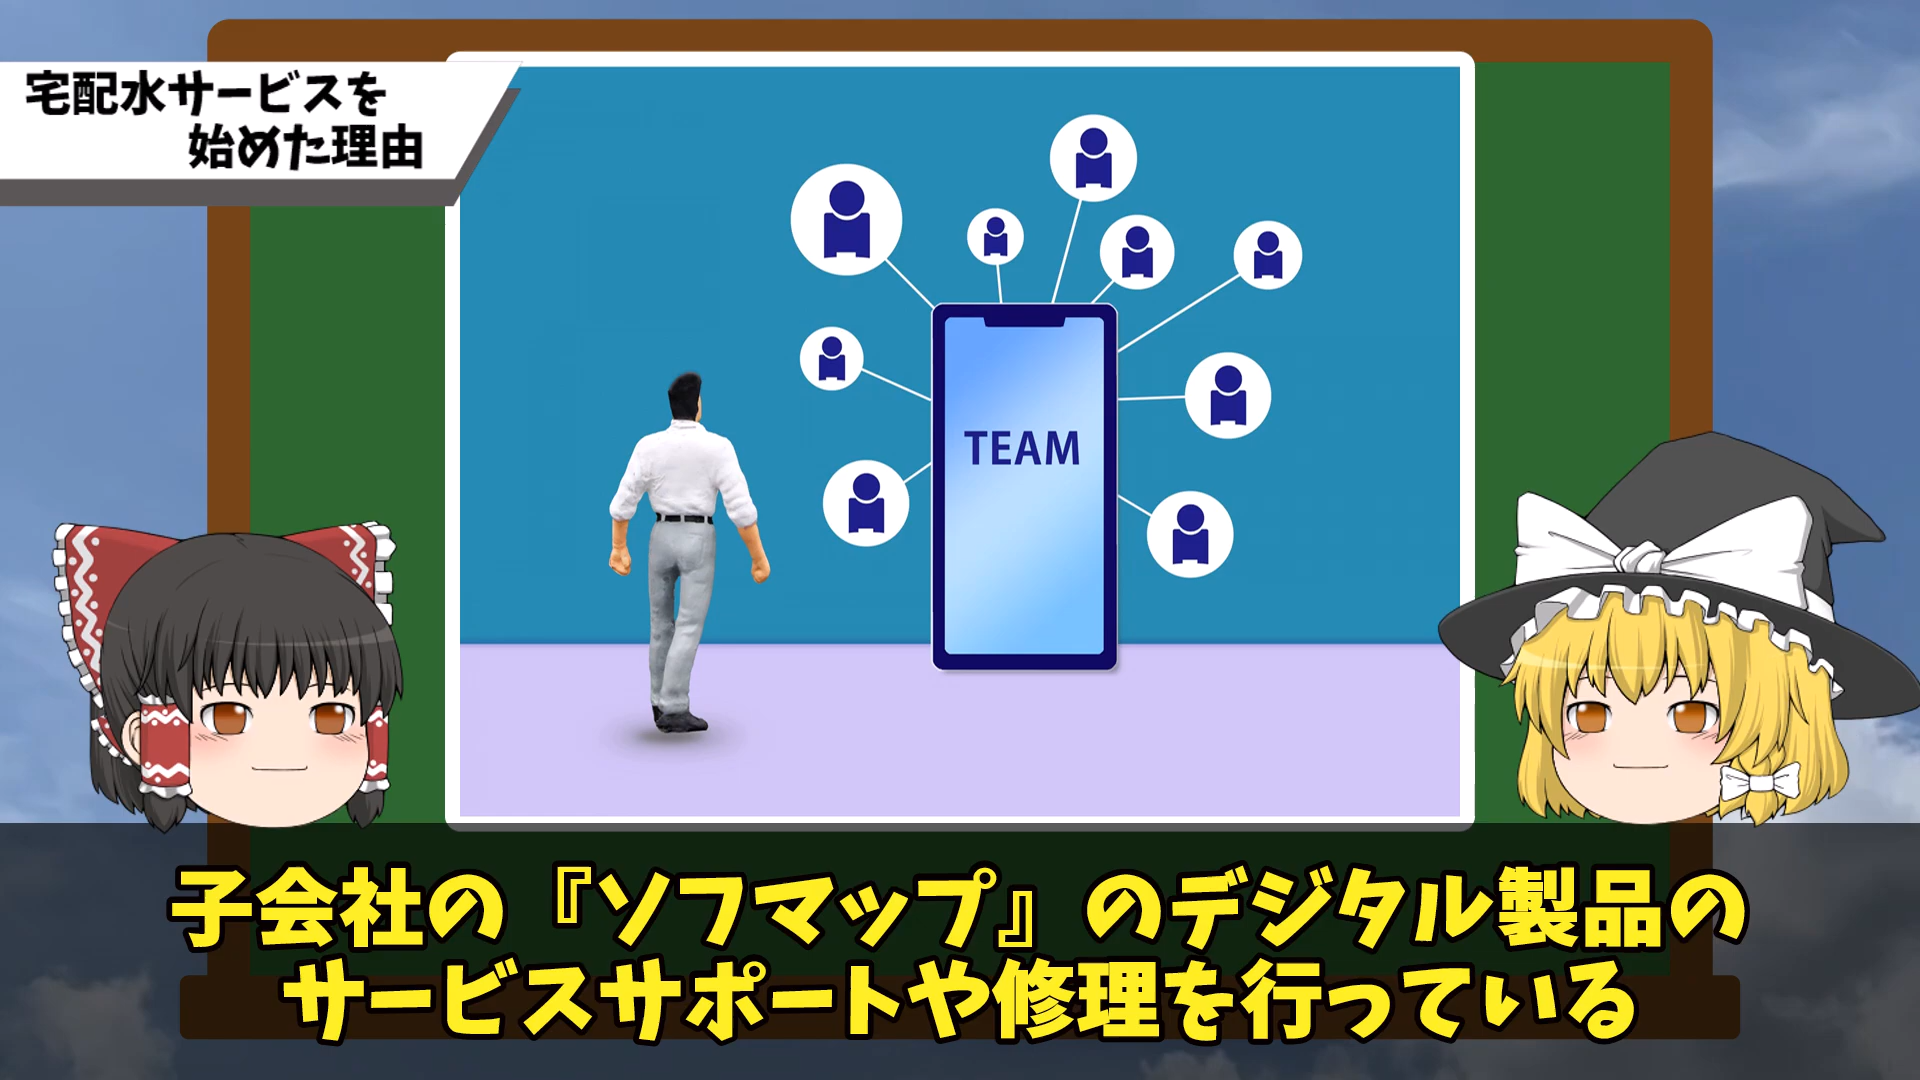 宅配水サービスを
始めた理由
TEAM
子会社の『ソフマップ』のデジタル製品の
サービスサポートや修理を行っている